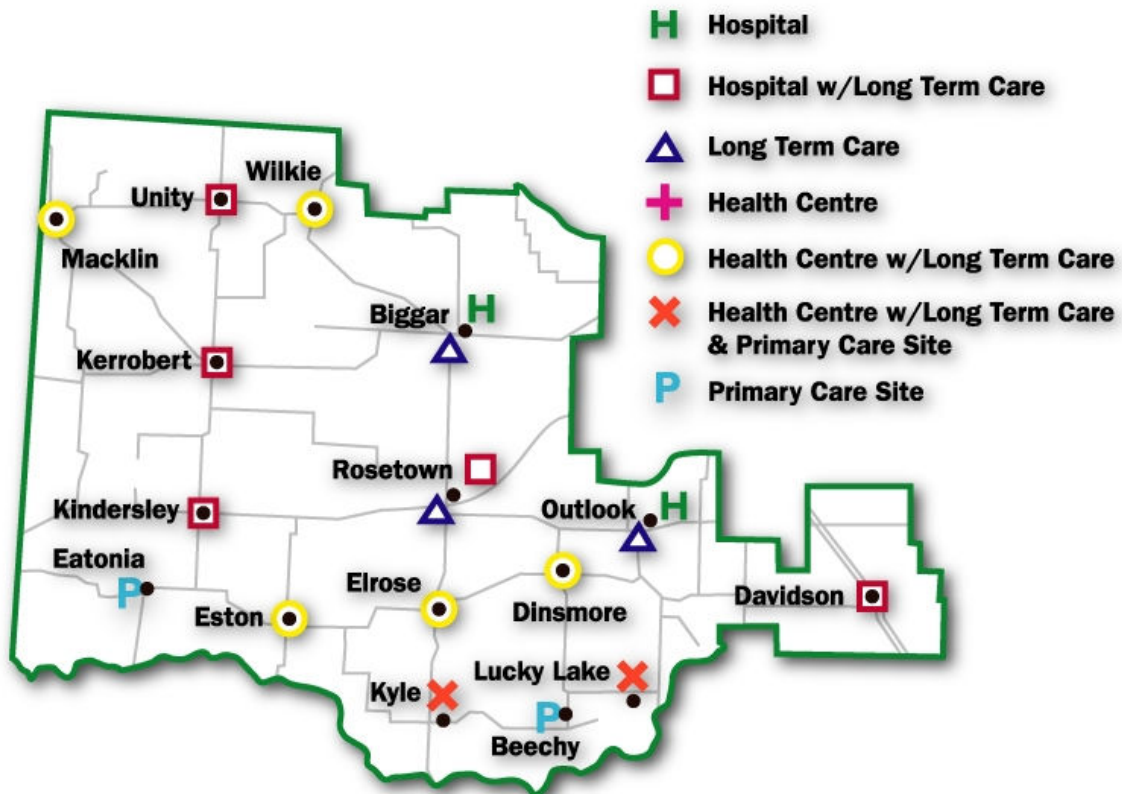 H Hospital
Hospital w/Long Term Care
Long Term Care
Health Centre
Health Centre w/Long Term Care
Health Centre w/Long Term Care
& Primary Care Site
P Primary Care Site
Wilkie
Unity
Macklin
Biggar H
Kerrobert
Rosetown
Kindersley
Outlook H
Eatonia
P
Elrose
Eston
Dinsmore
Davidson
Lucky Lake
Kyle
P
Beechy